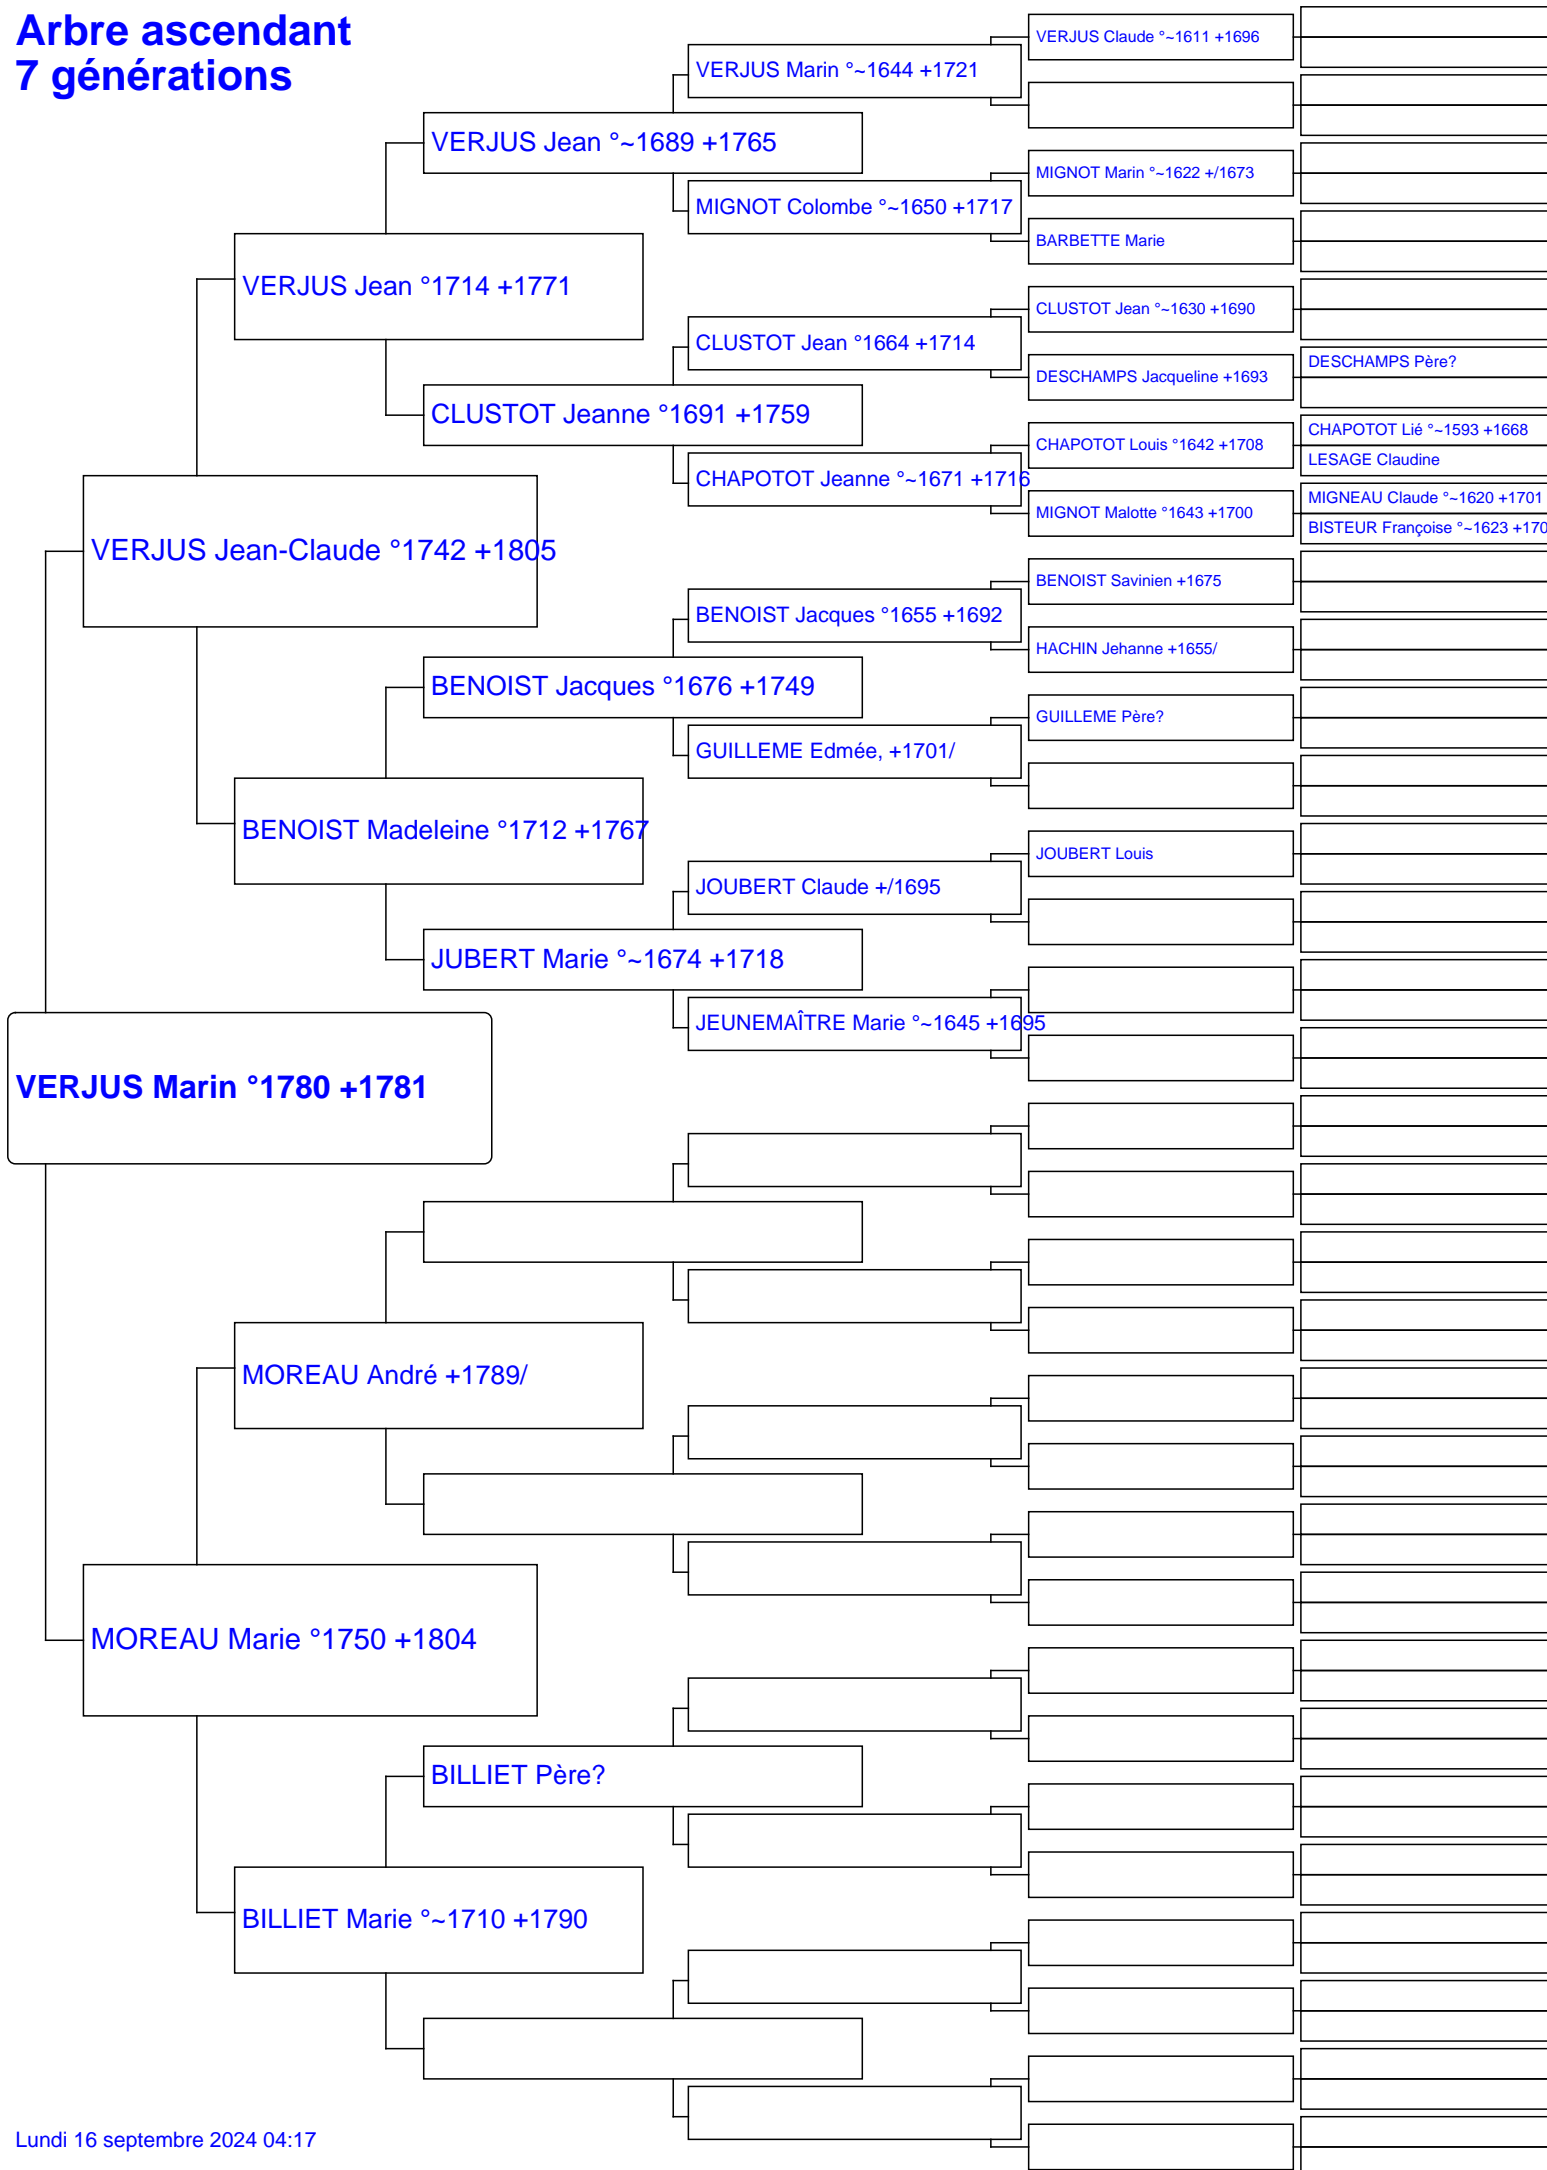 Arbre ascendant
7 générations
VERJUS Claude °~1611 +1696
VERJUS Marin °~1644 +1721
VERJUS Jean °~1689 +1765
MIGNOT Marin °~1622 +/1673
MIGNOT Colombe °~1650 +1717
BARBETTE Marie
VERJUS Jean °1714 +1771
CLUSTOT Jean °~1630 +1690
CLUSTOT Jean °1664 +1714
DESCHAMPS Père?
DESCHAMPS Jacqueline +1693
CLUSTOT Jeanne °1691 +1759
CHAPOTOT Lié °~1593 +1668
CHAPOTOT Louis °1642 +1708
LESAGE Claudine
CHAPOTOT Jeanne °~1671 +1716
MIGNEAU Claude °~1620 +1701
MIGNOT Malotte °1643 +1700
BISTEUR Françoise °~1623 +170
VERJUS Jean-Claude °1742 +1805
BENOIST Savinien +1675
BENOIST Jacques °1655 +1692
HACHIN Jehanne +1655/
BENOIST Jacques °1676 +1749
GUILLEME Père?
GUILLEME Edmée, +1701/
BENOIST Madeleine °1712 +1767
JOUBERT Louis
JOUBERT Claude +/1695
JUBERT Marie °~1674 +1718
JEUNEMAÎTRE Marie °~1645 +1695
VERJUS Marin °1780 +1781
MOREAU André +1789/
MOREAU Marie °1750 +1804
BILLIET Père?
BILLIET Marie °~1710 +1790
Lundi 16 septembre 2024 04:17